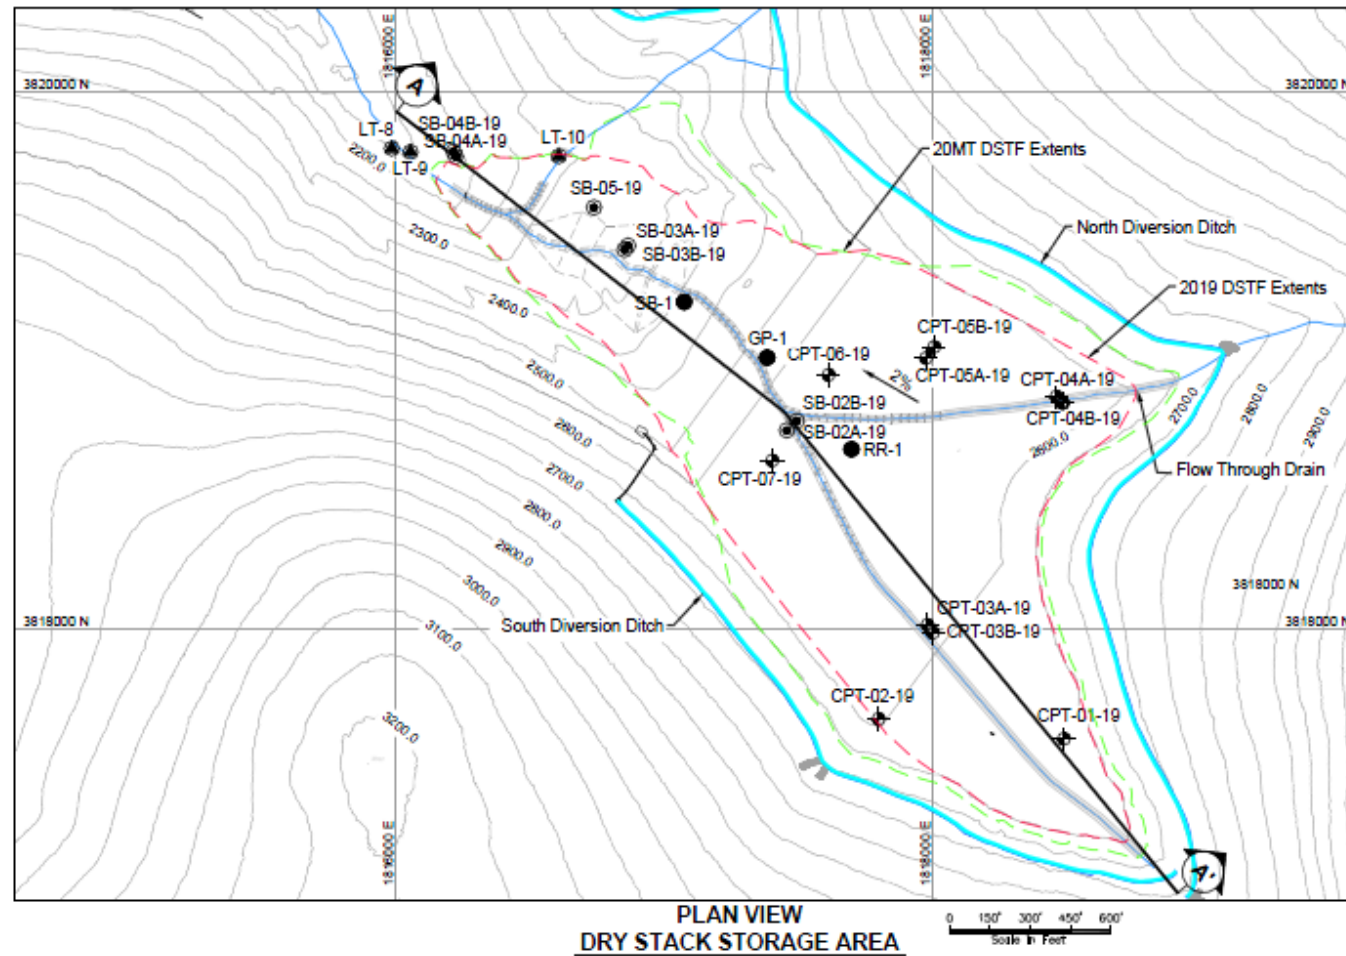 1816000 E
1818000 E
3820000 N
3820000 N
A
SB-04B-19
LT-8
SB-04A-19
LT-10
2200.0
LT-9
20MT DSTF Extents
SB-05-19
North Diversion Ditch
2300.0
SB-03A-19
SB-03B-19
2019 DSTF Extents
2400.0
SB-1
CPT-05B-19
GP-1
CPT-06-19
2500.0
2%
CPT-05A-19
CPT-04A-19
SB-02B-19
CPT-04B-19
2700.0
2800.0
2900.0
2600.0
SB-02A-19
2600.0
RR-1
2700.0
CPT-07-19
Flow Through Drain
2800.0
2900.0
3000.0
3818000 N
CPT-03A-19
South Diversion Ditch
CPT-03B-19
3818000 N
3818000 N
3100.0
CPT-02-19
CPT-01-19
3200.0
1816000 E
1818000 E
A'
PLAN VIEW
DRY STACK STORAGE AREA
0 150' 300' 450' 600'
Scale In Feet